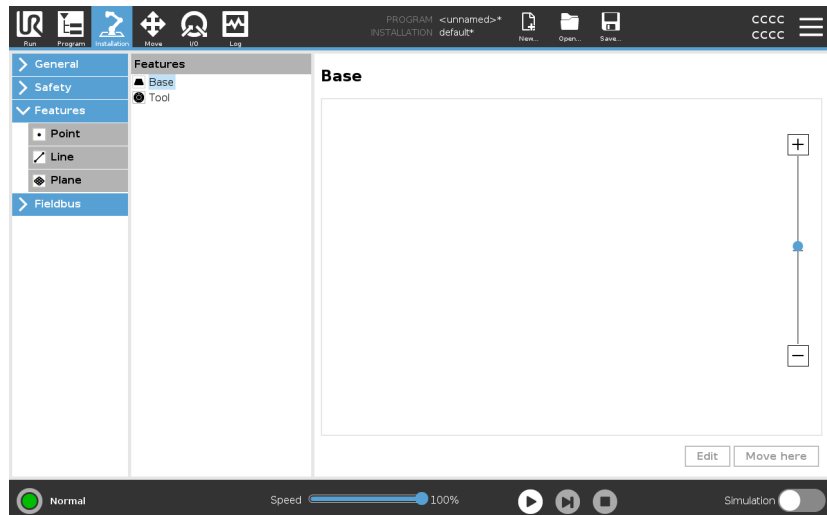 PROGRAM <unnamed>*
INSTALLATION default*
Run Program Installation Move I/O Log New... Open... Save...
CCCC
CCCC
General
Safety
Features
Point
Line
Plane
Fieldbus
Features
Base
Tool
Base
+
−
Edit Move here
Normal Speed 100% Simulation